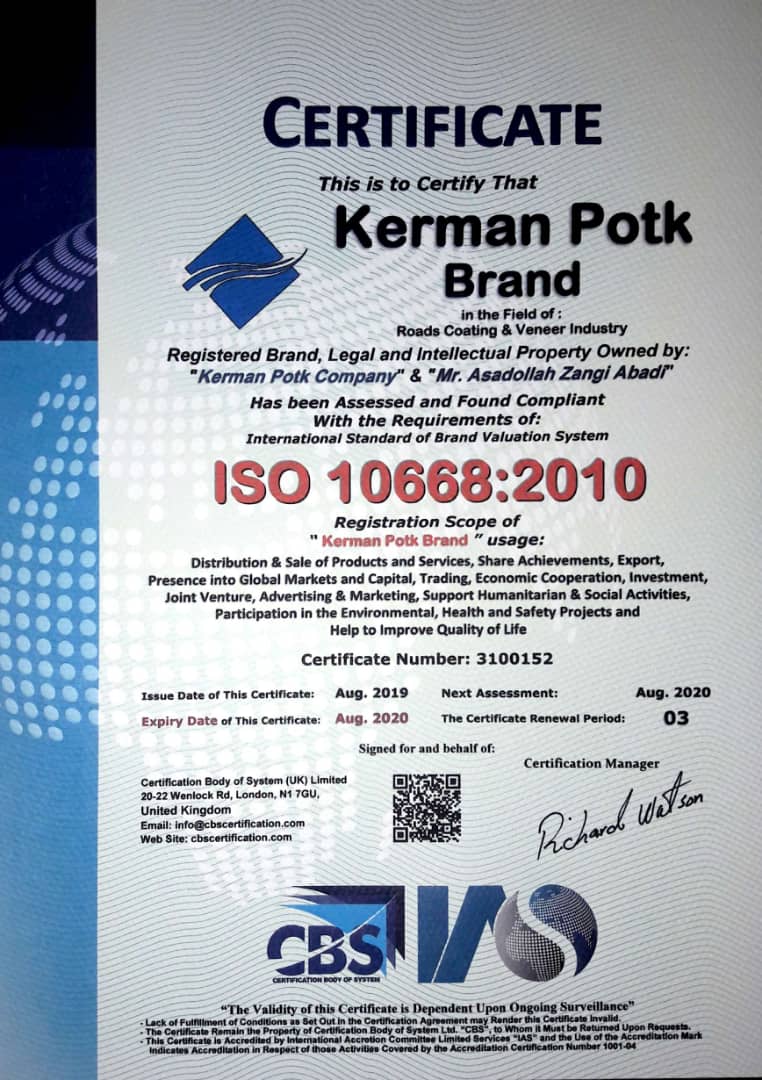 CERTIFICATE
This is to Certify That
Kerman Potk
Brand
in the Field of :
Roads Coating & Veneer Industry
Registered Brand, Legal and Intellectual Property Owned by:
"Kerman Potk Company" & "Mr. Asadollah Zangi Abadi"
Has been Assessed and Found Compliant
With the Requirements of:
International Standard of Brand Valuation System
ISO 10668:2010
Registration Scope of
" Kerman Potk Brand " usage:
Distribution & Sale of Products and Services, Share Achievements, Export,
Presence into Global Markets and Capital, Trading, Economic Cooperation, Investment,
Joint Venture, Advertising & Marketing, Support Humanitarian & Social Activities,
Participation in the Environmental, Health and Safety Projects and
Help to Improve Quality of Life
Certificate Number: 3100152
Issue Date of This Certificate: Aug. 2019 Next Assessment: Aug. 2020
Expiry Date of This Certificate: Aug. 2020 The Certificate Renewal Period: 03
Signed for and behalf of:
Certification Manager
Certification Body of System (UK) Limited
20-22 Wenlock Rd, London, N1 7GU,
United Kingdom
Email: info@cbscertification.com
Web Site: cbscertification.com
Richard Watson
CBS
CERTIFICATION BODY OF SYSTEM
IAS
"The Validity of this Certificate is Dependent Upon Ongoing Surveillance"
- Lack of Fulfillment of Conditions as Set Out in the Certification Agreement may Render this Certificate Invalid.
- The Certificate Remain the Property of Certification Body of System Ltd. "CBS", to Whom it Must be Returned Upon Requests.
- This Certificate is Accredited by International Accretion Committee Limited Services "IAS" and the Use of the Accreditation Mark
Indicates Accreditation in Respect of those Activities Covered by the Accreditation Certification Number 1001-04